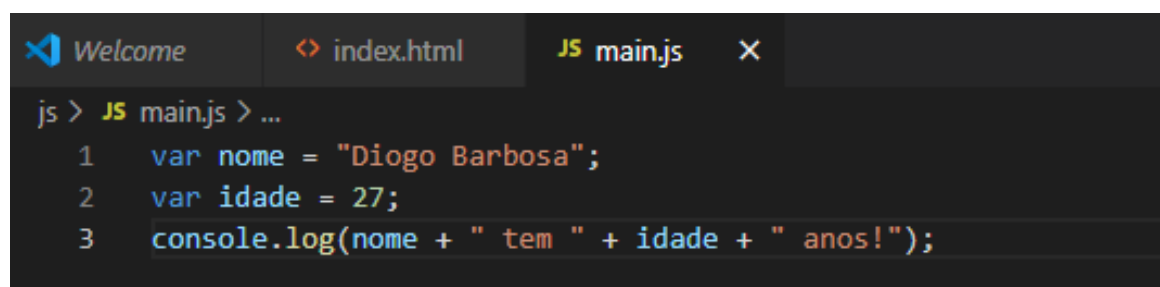 Welcome index.html JS main.js ×
js > JS main.js > ...
1 var nome = "Diogo Barbosa";
2 var idade = 27;
3 console.log(nome + " tem " + idade + " anos!");